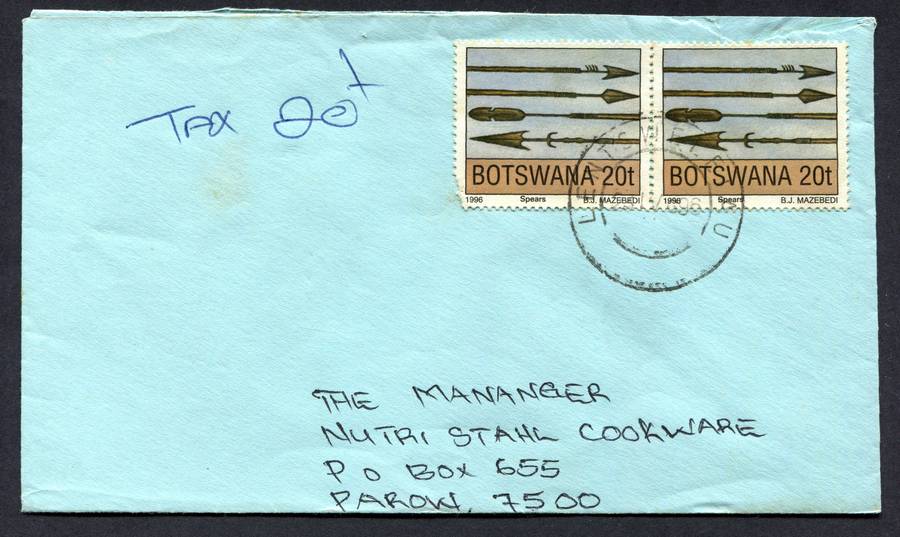 TAX 20t
BOTSWANA 20t
1996 Spears B.J. MAZEBEDI
BOTSWANA 20t
1996 Spears B.J. MAZEBEDI
THE MANANGER
NUTRI STAHL COOKWARE
P O BOX 655
PAROW, 7500